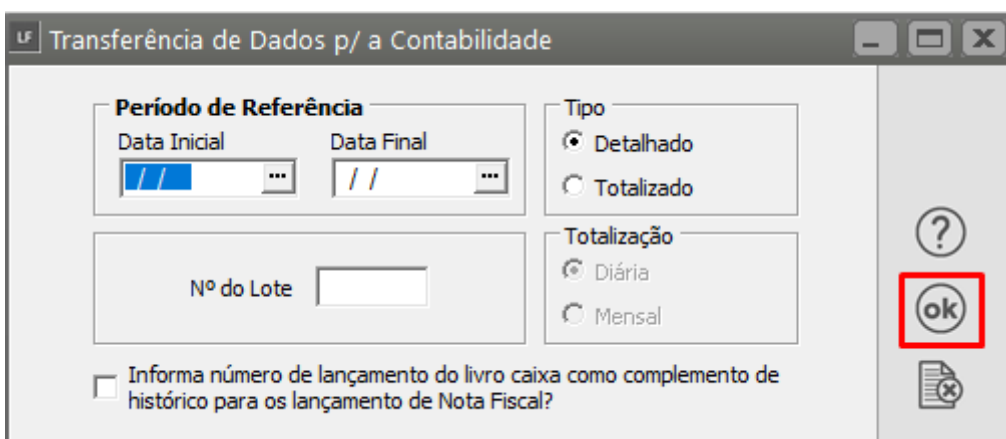 LF Transferência de Dados p/ a Contabilidade
Período de Referência
Data Inicial Data Final
/ / ... / / ...
Tipo
Detalhado
Totalizado
Nº do Lote
Totalização
Diária
Mensal
Informa número de lançamento do livro caixa como complemento de
histórico para os lançamento de Nota Fiscal?
?
ok